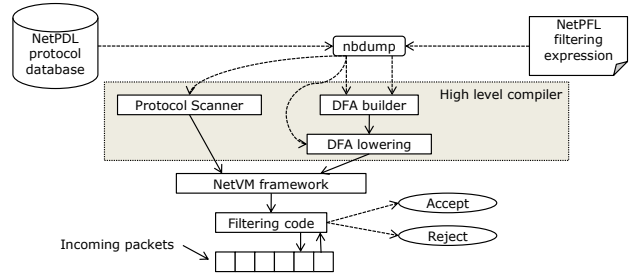 NetPDL
protocol
database
nbdump
NetPFL
filtering
expression
High level compiler
Protocol Scanner
DFA builder
DFA lowering
NetVM framework
Filtering code
Accept
Reject
Incoming packets